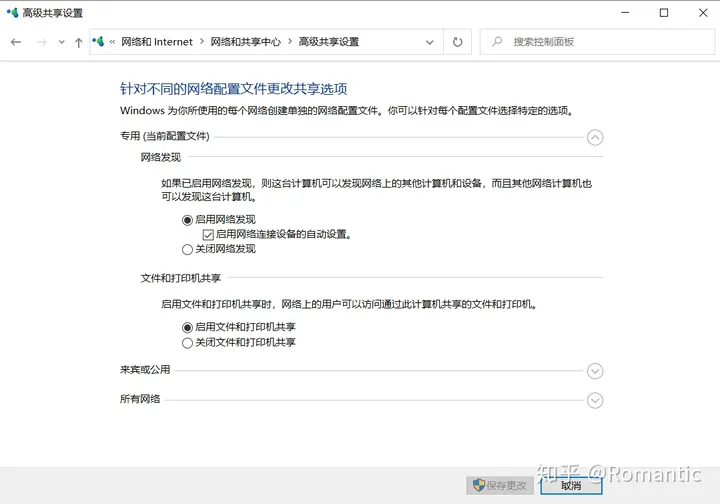 高级共享设置
« 网络和 Internet > 网络和共享中心 > 高级共享设置
搜索控制面板
针对不同的网络配置文件更改共享选项
Windows 为你所使用的每个网络创建单独的网络配置文件。你可以针对每个配置文件选择特定的选项。
专用 (当前配置文件)
网络发现
如果已启用网络发现，则这台计算机可以发现网络上的其他计算机和设备，而且其他网络计算机也
可以发现这台计算机。
启用网络发现
启用网络连接设备的自动设置。
关闭网络发现
文件和打印机共享
启用文件和打印机共享时，网络上的用户可以访问通过此计算机共享的文件和打印机。
启用文件和打印机共享
关闭文件和打印机共享
来宾或公用
所有网络
保存更改
取消
知乎 @Romantic